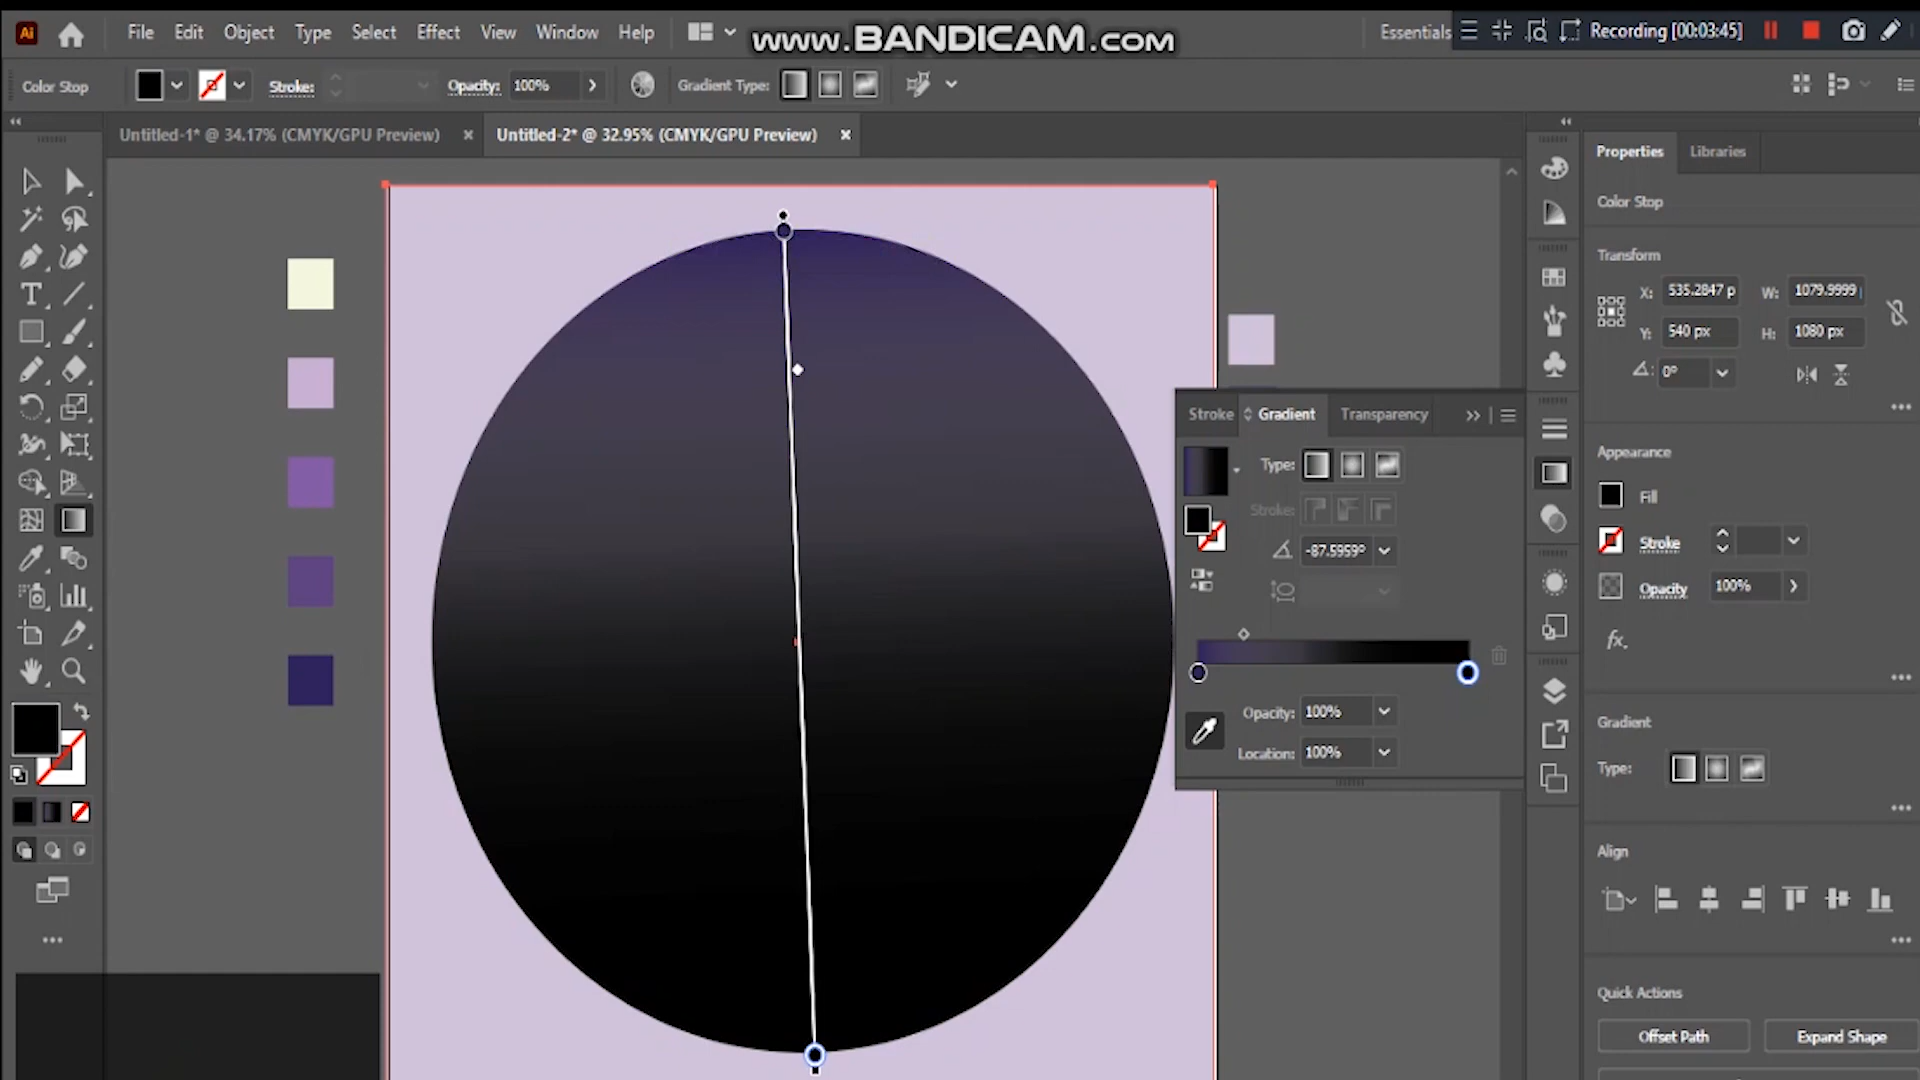 Ai File Edit Object Type Select Effect View Window Help
www.BANDICAM.com
Essentials
Recording [00:03:45]
Color Stop Stroke: Opacity: 100% Gradient Type:
Untitled-1* @ 34.17% (CMYK/GPU Preview) × Untitled-2* @ 32.95% (CMYK/GPU Preview) ×
Properties Libraries
Color Stop
Transform
X: 535.2847 p W: 1079.9999
Y: 540 px H: 1080 px
0°
Stroke Gradient Transparency
Type:
Stroke:
-87.5959°
Opacity: 100%
Location: 100%
Appearance
Fill
Stroke
Opacity 100%
fx.
Gradient
Type:
Align
Quick Actions
Offset Path Expand Shape